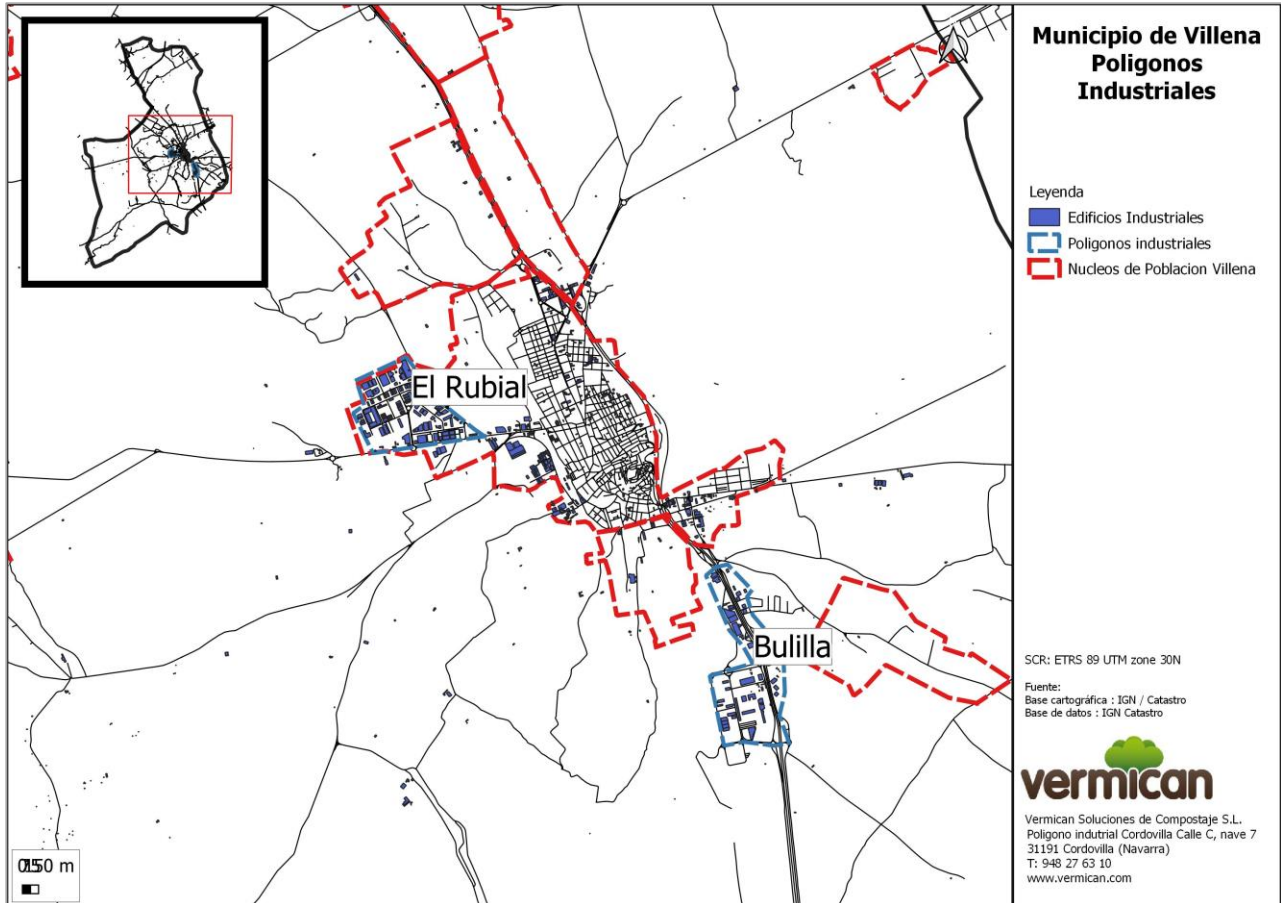 Municipio de Villena
Poligonos
Industriales
Leyenda
Edificios Industriales
Poligonos industriales
Nucleos de Poblacion Villena
El Rubial
Bulilla
SCR: ETRS 89 UTM zone 30N
Fuente:
Base cartográfica : IGN / Catastro
Base de datos : IGN Catastro
vermican
Vermican Soluciones de Compostaje S.L.
Poligono indutrial Cordovilla Calle C, nave 7
31191 Cordovilla (Navarra)
T: 948 27 63 10
www.vermican.com
m